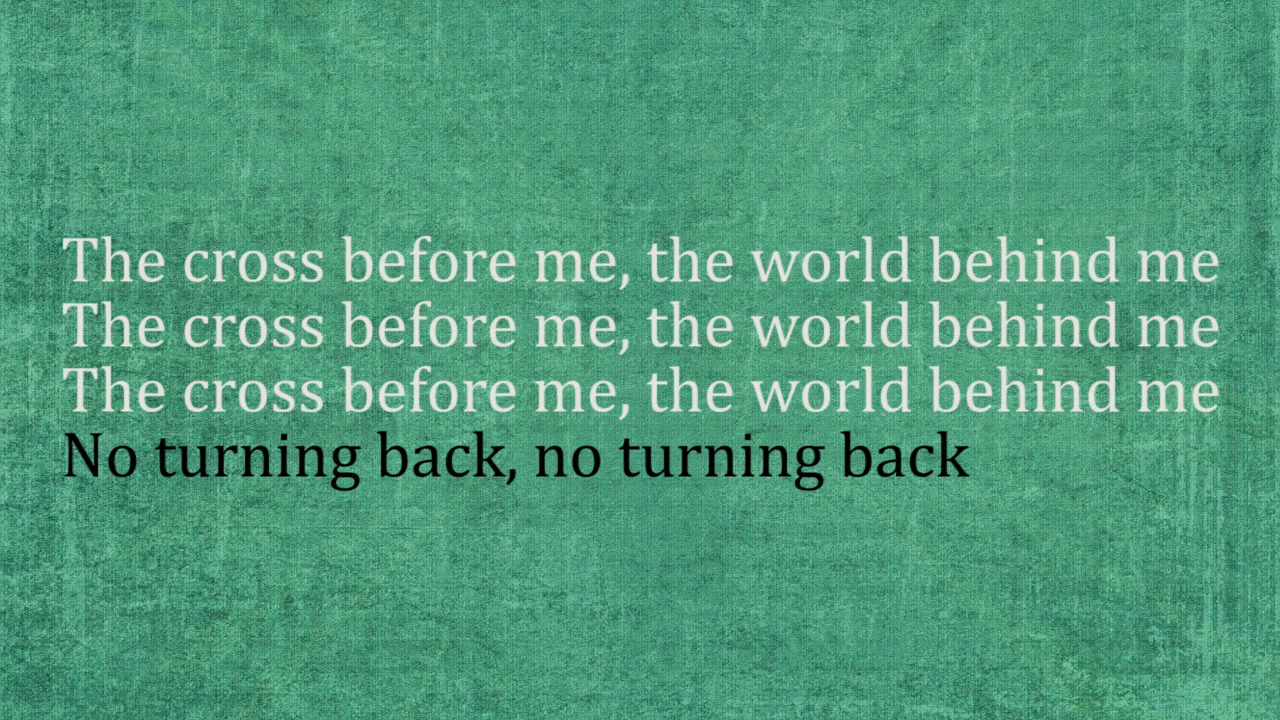 The cross before me, the world behind me
The cross before me, the world behind me
The cross before me, the world behind me
No turning back, no turning back